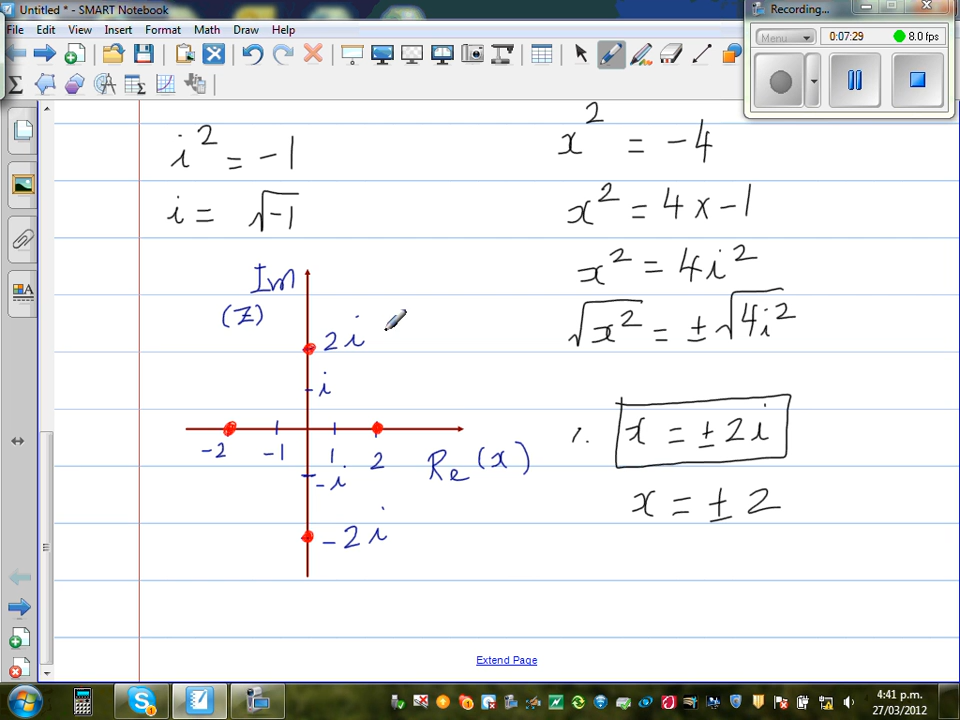 Untitled * - SMART Notebook
Recording...
File Edit View Insert Format Math Draw Help
Menu 0:07:29 8.0 fps
i² = -1
i = √-1
x² = -4
x² = 4 x -1
x² = 4i²
√x² = ±√4i²
∴ x = ±2i
x = ±2
Im
(Z)
2i
i
-2 -1 1 2 Re(x)
-i
-2i
Extend Page
4:41 p.m.
27/03/2012